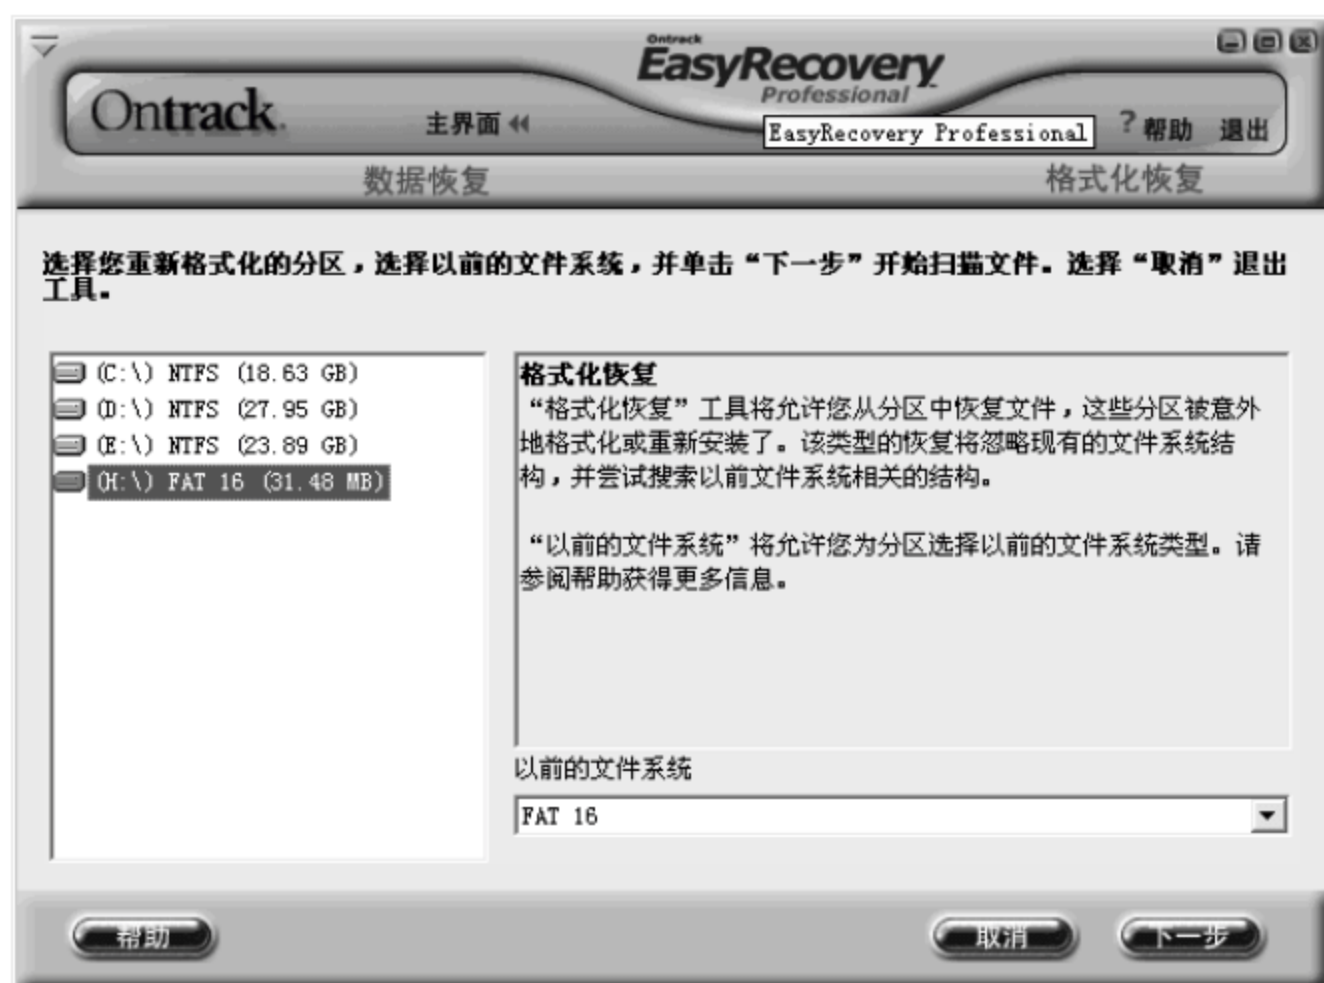 Ontrack
EasyRecovery
Professional
Ontrack
主界面
EasyRecovery Professional
? 帮助
退出
数据恢复
格式化恢复
选择您重新格式化的分区，选择以前的文件系统，并单击“下一步”开始扫描文件。选择“取消”退出
工具。
(C:\) NTFS (18.63 GB)
(D:\) NTFS (27.95 GB)
(E:\) NTFS (23.89 GB)
(H:\) FAT 16 (31.48 MB)
格式化恢复
“格式化恢复”工具将允许您从分区中恢复文件，这些分区被意外
地格式化或重新安装了。该类型的恢复将忽略现有的文件系统结
构，并尝试搜索以前文件系统相关的结构。
“以前的文件系统”将允许您为分区选择以前的文件系统类型。请
参阅帮助获得更多信息。
以前的文件系统
FAT 16
帮助
取消
下一步